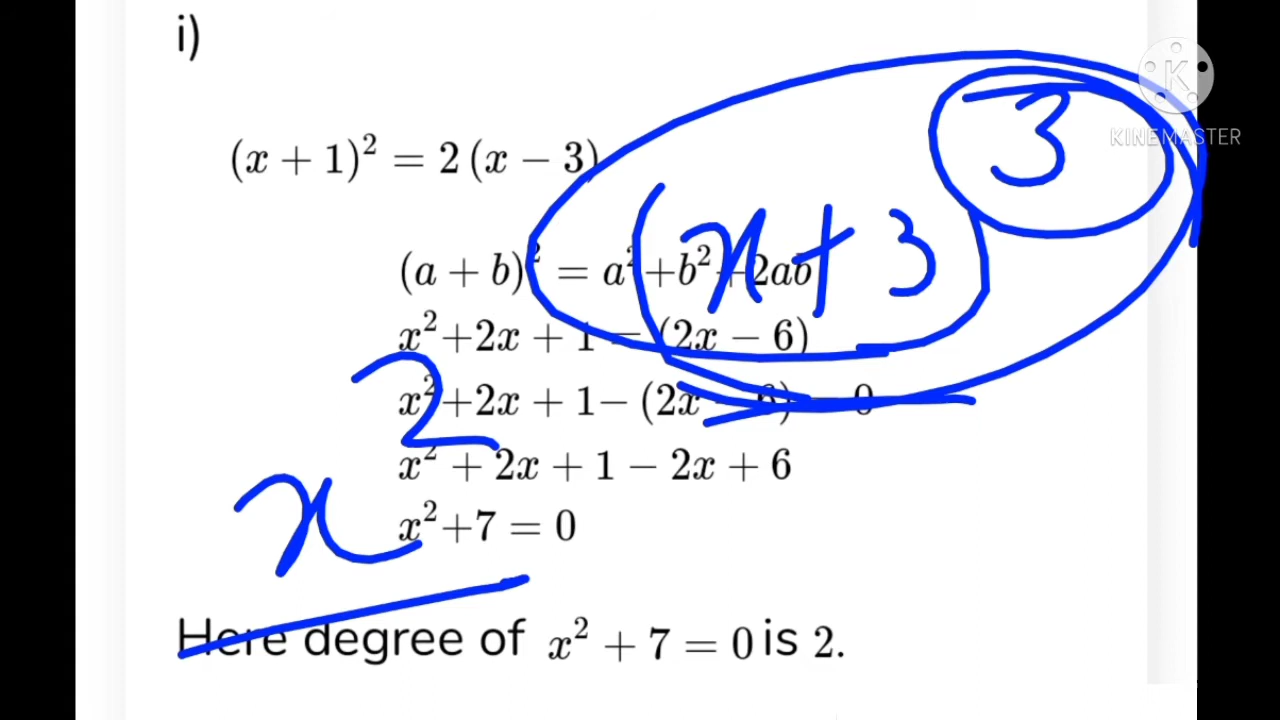 i)
(x + 1)² = 2 (x − 3)
3
KINEMASTER
(x + 3)
(a + b)² = a² + b² + 2ab
x² + 2x + 1 = (2x − 6)
x² + 2x + 1 − (2x − 6) = 0
x² + 2x + 1 − 2x + 6
x² + 7 = 0
x 2
Here degree of x² + 7 = 0 is 2.